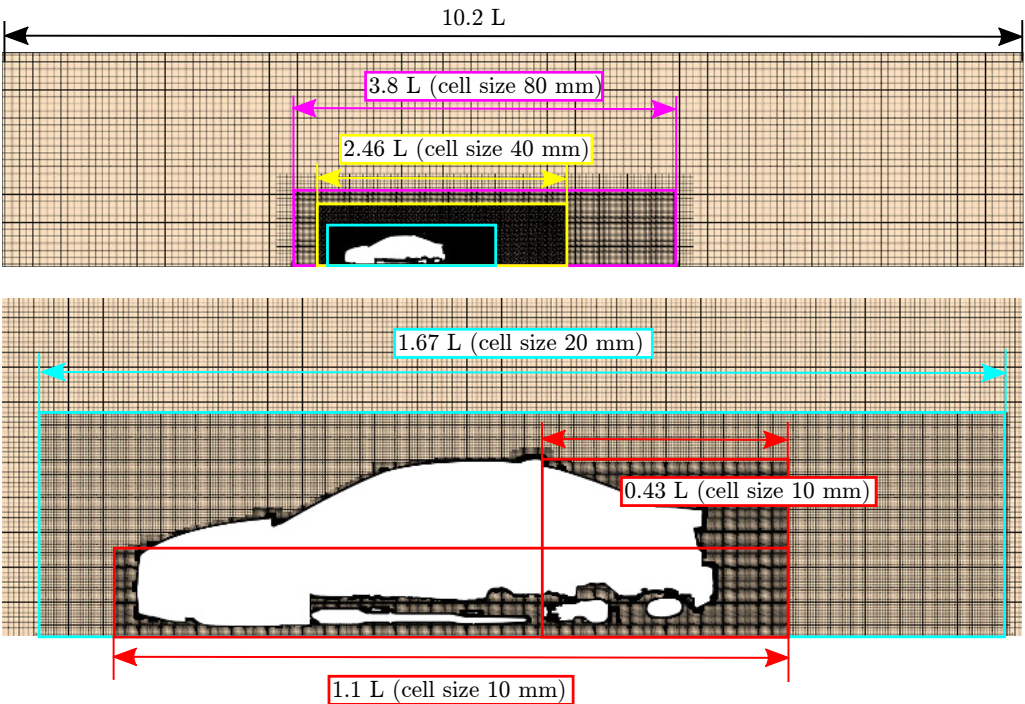 10.2 L
3.8 L (cell size 80 mm)
2.46 L (cell size 40 mm)
1.67 L (cell size 20 mm)
0.43 L (cell size 10 mm)
1.1 L (cell size 10 mm)